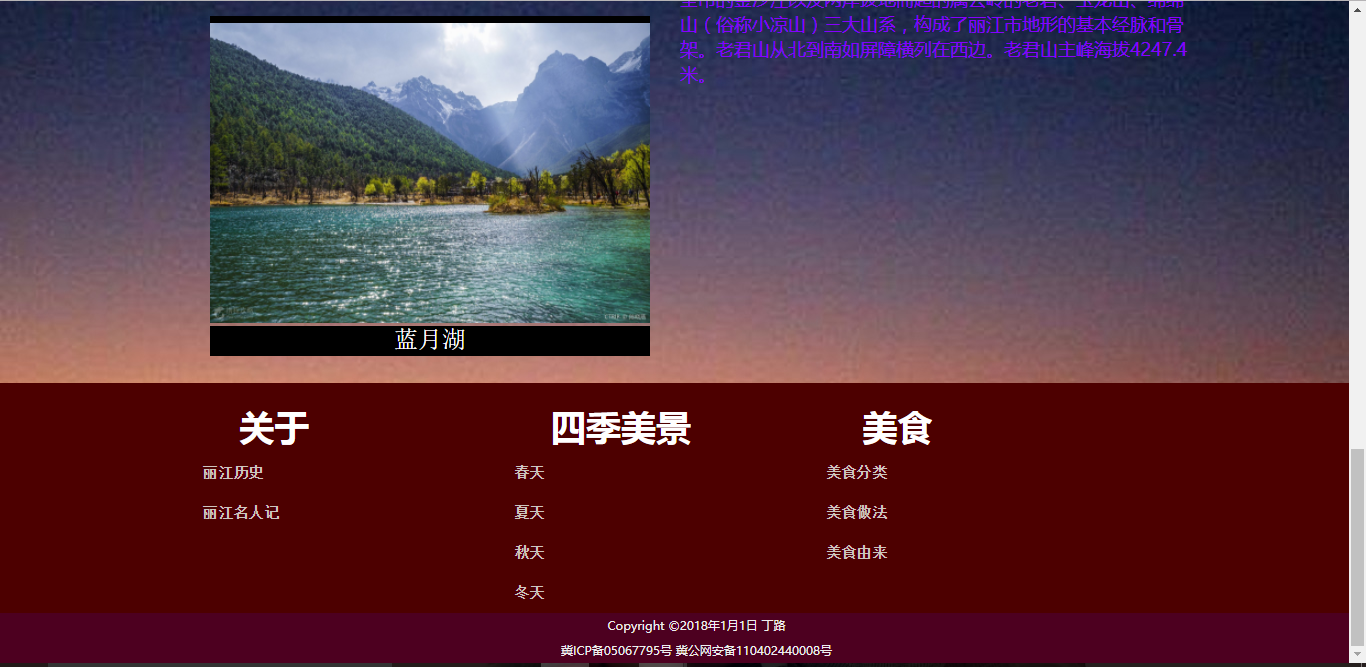 山（俗称小凉山）三大山系，构成了丽江市地形的基本经脉和骨
架。老君山从北到南如屏障横列在西边。老君山主峰海拔4247.4
米。
蓝月湖
关于
丽江历史
丽江名人记
四季美景
春天
夏天
秋天
冬天
美食
美食分类
美食做法
美食由来
Copyright ©2018年1月1日 丁路
冀ICP备05067795号 冀公网安备110402440008号